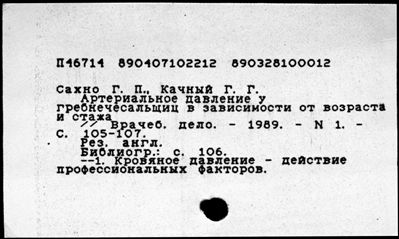 П46714 890407102212 890328100012
Сахно Г. П., Качный Г. Г.
Артериальное давление у
гребнечесальщиц в зависимости от возраста
и стажа
// Врачеб. дело. - 1989. - N 1. -
С. 105-107.
Рез. англ.
Библиогр.: с. 106.
--1. Кровяное давление - действие
профессиональных факторов.